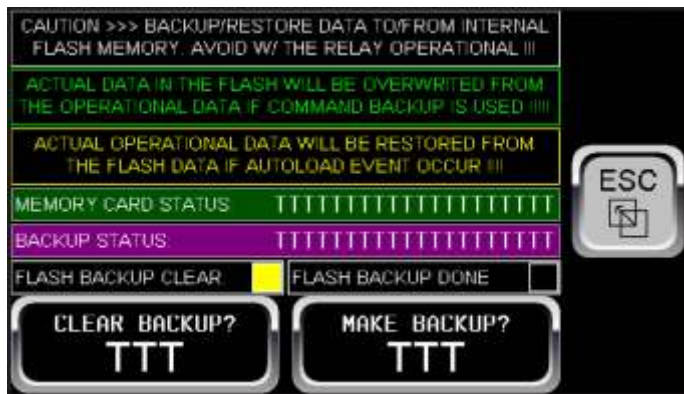 CAUTION >>> BACKUP/RESTORE DATA TO/FROM INTERNAL
FLASH MEMORY. AVOID W/ THE RELAY OPERATIONAL !!!
ACTUAL DATA IN THE FLASH WILL BE OVERWRITED FROM
THE OPERATIONAL DATA IF COMMAND BACKUP IS USED !!!!!
ACTUAL OPERATIONAL DATA WILL BE RESTORED FROM
THE FLASH DATA IF AUTOLOAD EVENT OCCUR !!!
ESC
MEMORY CARD STATUS: TTTTTTTTTTTTTTTTTTTT
BACKUP STATUS: TTTTTTTTTTTTTTTTTTTT
FLASH BACKUP CLEAR FLASH BACKUP DONE
CLEAR BACKUP? MAKE BACKUP?
TTT TTT